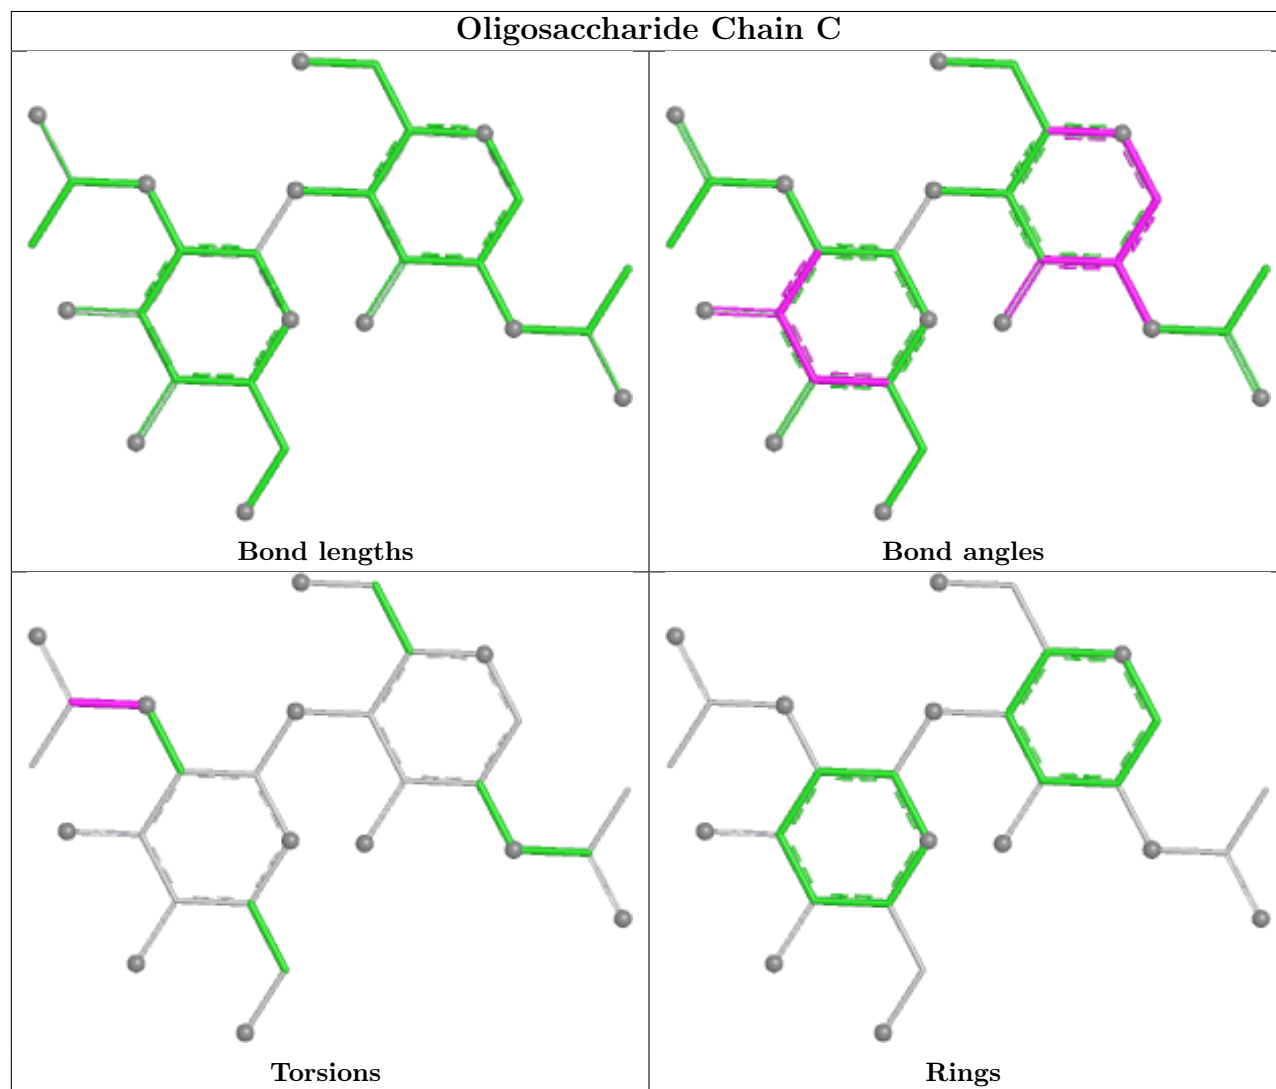 Oligosaccharide Chain C
Bond lengths
Bond angles
Torsions
Rings